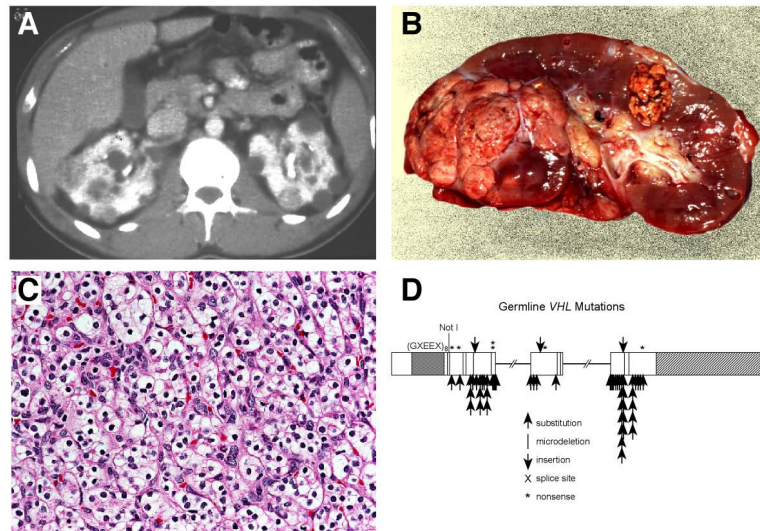 A
B
C
D
Germline VHL Mutations
Not I
(GXEEX)8
substitution
microdeletion
insertion
X splice site
* nonsense